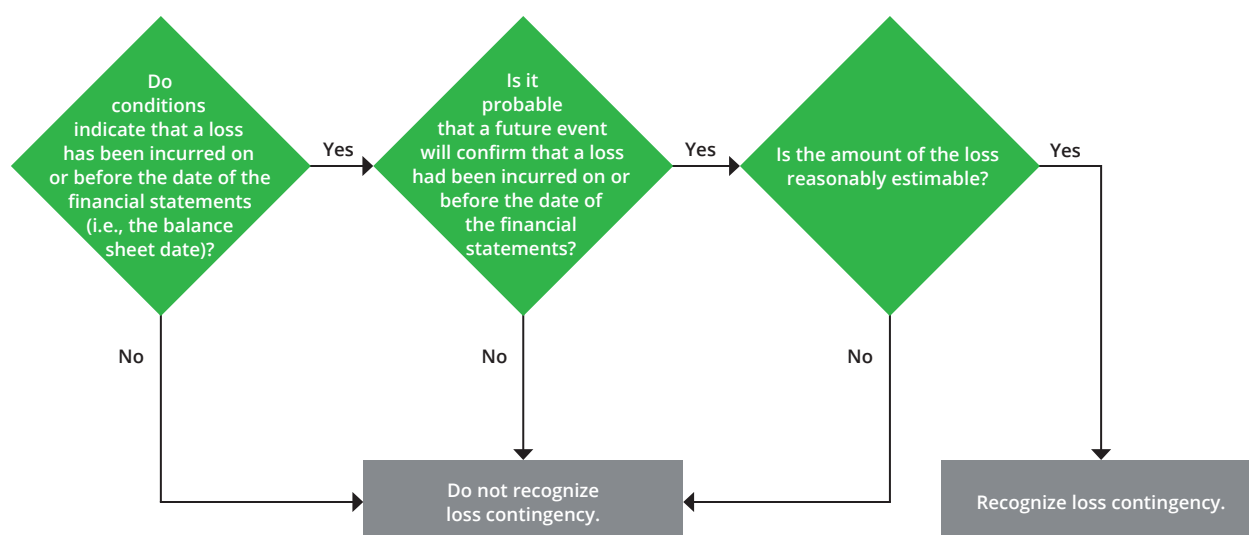 Do
conditions
indicate that a loss
has been incurred on
or before the date of the
financial statements
(i.e., the balance
sheet date)?
Yes
Is it
probable
that a future event
will confirm that a loss
had been incurred on or
before the date of
the financial
statements?
Yes
Is the amount of the loss
reasonably estimable?
Yes
No
No
No
Do not recognize
loss contingency.
Recognize loss contingency.